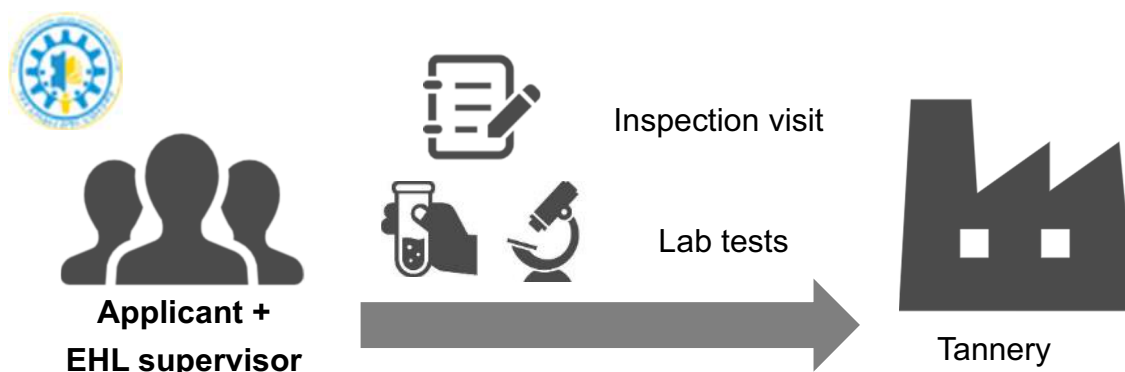 Inspection visit
Lab tests
Applicant +
EHL supervisor
Tannery